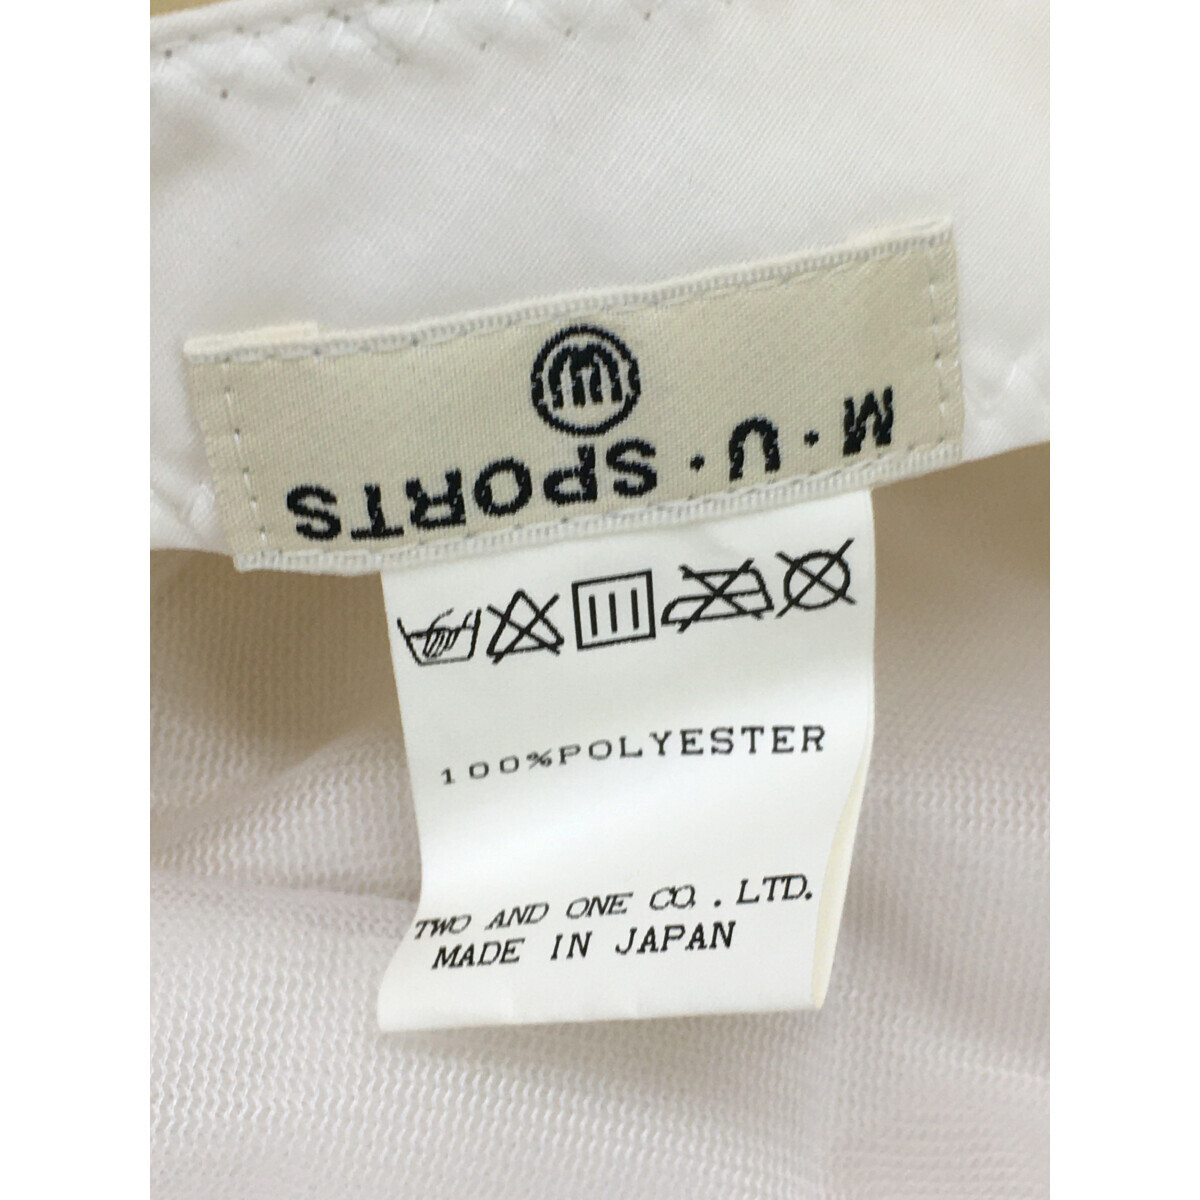 M·U·SPORTS
100%POLYESTER
TWO AND ONE CO.,LTD.
MADE IN JAPAN